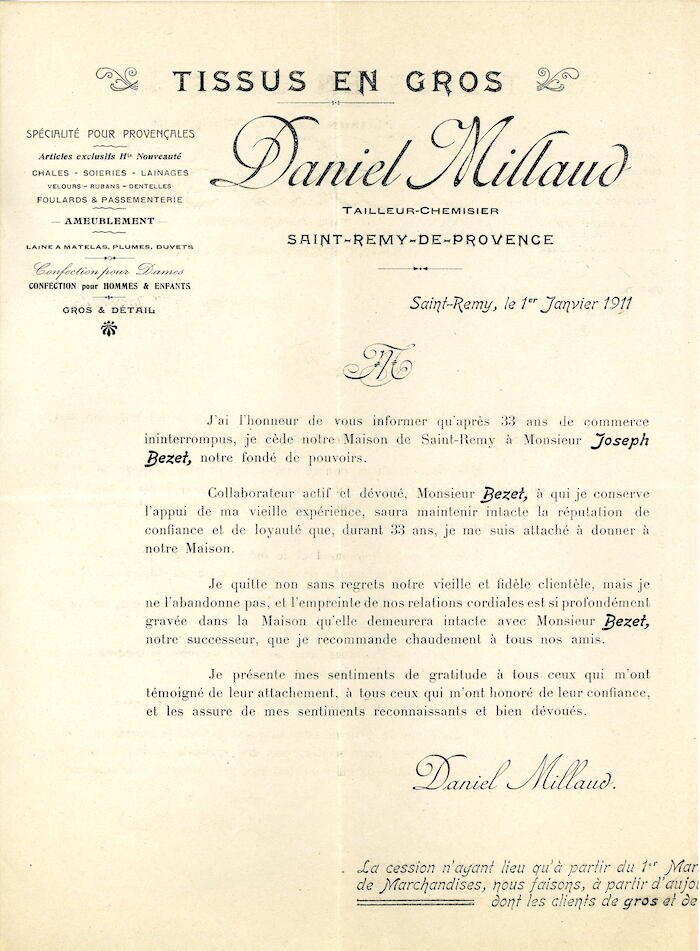 TISSUS EN GROS
SPÉCIALITÉ POUR PROVENÇALES
Articles exclusifs Hte Nouveauté
CHALES - SOIERIES - LAINAGES
VELOURS - RUBANS - DENTELLES
FOULARDS & PASSEMENTERIE
— AMEUBLEMENT —
LAINE A MATELAS, PLUMES, DUVETS
Confection pour Dames
CONFECTION pour HOMMES & ENFANTS
GROS & DÉTAIL
Daniel Millaud
TAILLEUR-CHEMISIER
SAINT-REMY-DE-PROVENCE
Saint-Remy, le 1er Janvier 1911
M
J'ai l'honneur de vous informer qu'après 33 ans de commerce
ininterrompus, je cède notre Maison de Saint-Remy à Monsieur Joseph
Bezet, notre fondé de pouvoirs.
Collaborateur actif et dévoué, Monsieur Bezet, à qui je conserve
l'appui de ma vieille expérience, saura maintenir intacte la réputation de
confiance et de loyauté que, durant 33 ans, je me suis attaché à donner à
notre Maison.
Je quitte non sans regrets notre vieille et fidèle clientèle, mais je
ne l'abandonne pas, et l'empreinte de nos relations cordiales est si profondément
gravée dans la Maison qu'elle demeurera intacte avec Monsieur Bezet,
notre successeur, que je recommande chaudement à tous nos amis.
Je présente mes sentiments de gratitude à tous ceux qui m'ont
témoigné de leur attachement, à tous ceux qui m'ont honoré de leur confiance,
et les assure de mes sentiments reconnaissants et bien dévoués.
Daniel Millaud.
La cession n'ayant lieu qu'à partir du 1er Mar
de Marchandises, nous faisons, à partir d'aujou
dont les clients de gros et de